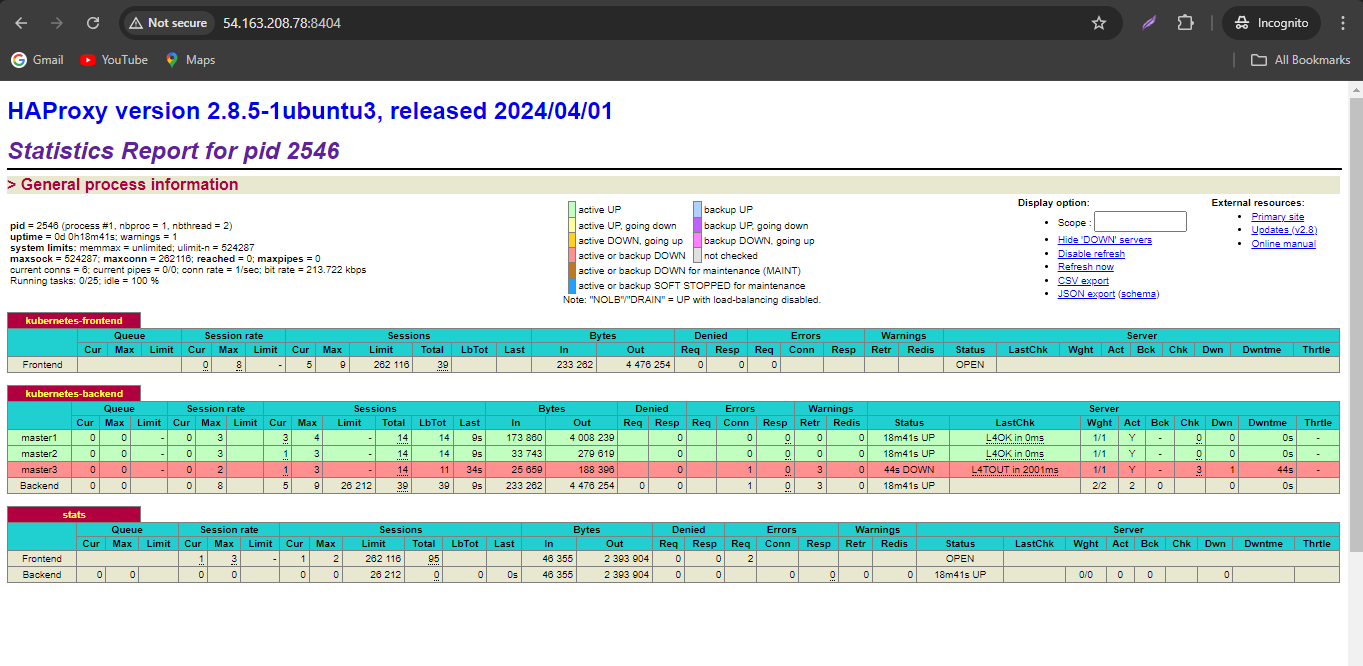 Not secure 54.163.208.78:8404 Incognito
Gmail YouTube Maps All Bookmarks
HAProxy version 2.8.5-1ubuntu3, released 2024/04/01
Statistics Report for pid 2546
> General process information
pid = 2546 (process #1, nbproc = 1, nbthread = 2)
uptime = 0d 0h18m41s; warnings = 1
system limits: memmax = unlimited; ulimit-n = 524287
maxsock = 524287; maxconn = 262116; reached = 0; maxpipes = 0
current conns = 6; current pipes = 0/0; conn rate = 1/sec; bit rate = 213.722 kbps
Running tasks: 0/25; idle = 100 %
active UP backup UP
active UP, going down backup UP, going down
active DOWN, going up backup DOWN, going up
active or backup DOWN not checked
active or backup DOWN for maintenance (MAINT)
active or backup SOFT STOPPED for maintenance
Note: "NOLB"/"DRAIN" = UP with load-balancing disabled.
Display option:
Scope :
Hide 'DOWN' servers
Disable refresh
Refresh now
CSV export
JSON export (schema)
External resources:
Primary site
Updates (v2.8)
Online manual
kubernetes-frontend
Queue Session rate Sessions Bytes Denied Errors Warnings Server
Cur Max Limit Cur Max Limit Cur Max Limit Total LbTot Last In Out Req Resp Req Conn Resp Retr Redis Status LastChk Wght Act Bck Chk Dwn Dwntme Thrtle
Frontend 0 8 - 5 9 262 116 39 233 262 4 476 254 0 0 0 OPEN
kubernetes-backend
Queue Session rate Sessions Bytes Denied Errors Warnings Server
Cur Max Limit Cur Max Limit Cur Max Limit Total LbTot Last In Out Req Resp Req Conn Resp Retr Redis Status LastChk Wght Act Bck Chk Dwn Dwntme Thrtle
master1 0 0 - 0 3 3 4 - 14 14 9s 173 860 4 008 239 0 0 0 0 0 18m41s UP L4OK in 0ms 1/1 Y - 0 0 0s -
master2 0 0 - 0 3 1 3 - 14 14 9s 33 743 279 619 0 0 0 0 0 18m41s UP L4OK in 0ms 1/1 Y - 0 0 0s -
master3 0 0 - 0 2 1 3 - 14 11 34s 25 659 188 396 0 1 0 3 0 44s DOWN L4TOUT in 2001ms 1/1 Y - 3 1 44s -
Backend 0 0 0 8 5 9 26 212 39 39 9s 233 262 4 476 254 0 0 1 0 3 0 18m41s UP 2/2 2 0 0 0s
stats
Queue Session rate Sessions Bytes Denied Errors Warnings Server
Cur Max Limit Cur Max Limit Cur Max Limit Total LbTot Last In Out Req Resp Req Conn Resp Retr Redis Status LastChk Wght Act Bck Chk Dwn Dwntme Thrtle
Frontend 1 3 - 1 2 262 116 95 46 355 2 393 904 0 0 2 OPEN
Backend 0 0 0 0 0 0 26 212 0 0 0s 46 355 2 393 904 0 0 0 0 0 0 18m41s UP 0/0 0 0 0